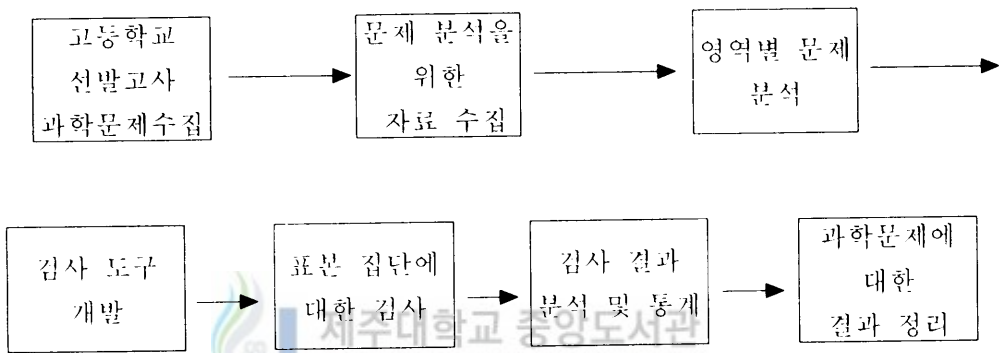 고등학교
선발고사
과학문제수집
문제 분석을
위한
자료 수집
영역별 문제
분석
검사 도구
개발
표본 집단에
대한 검사
검사 결과
분석 및 통계
과학문제에
대한
결과 정리
제주대학교 중앙도서관